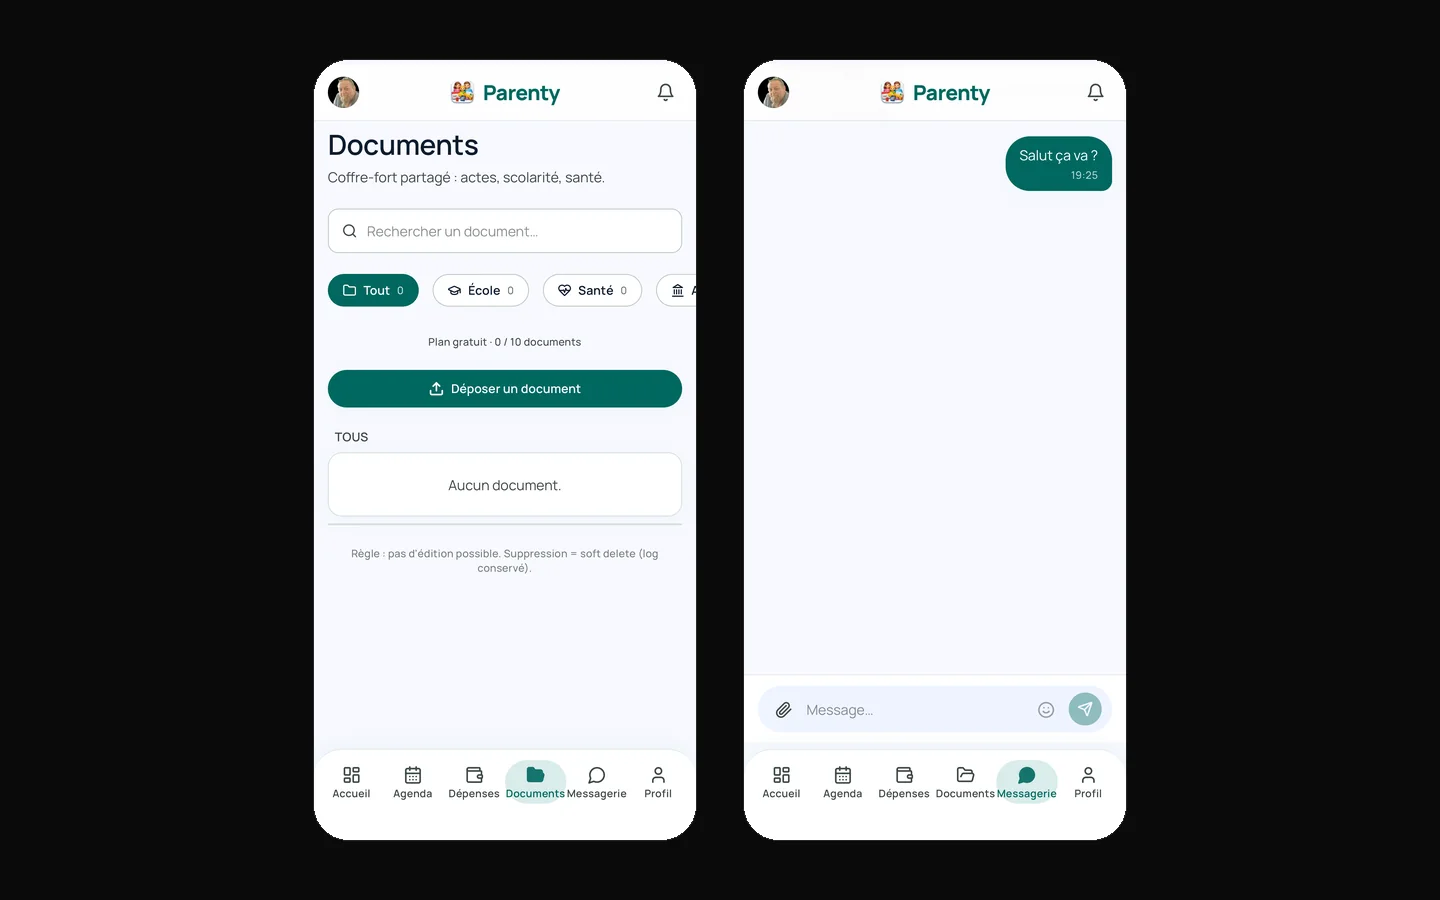 Parenty
Documents
Coffre-fort partagé : actes, scolarité, santé.
Rechercher un document…
Tout 0
École 0
Santé 0
Plan gratuit · 0 / 10 documents
Déposer un document
TOUS
Aucun document.
Règle : pas d'édition possible. Suppression = soft delete (log
conservé).
Accueil
Agenda
Dépenses
Documents
Messagerie
Profil
Parenty
Salut ça va ?
19:25
Message…
Accueil
Agenda
Dépenses
Documents
Messagerie
Profil